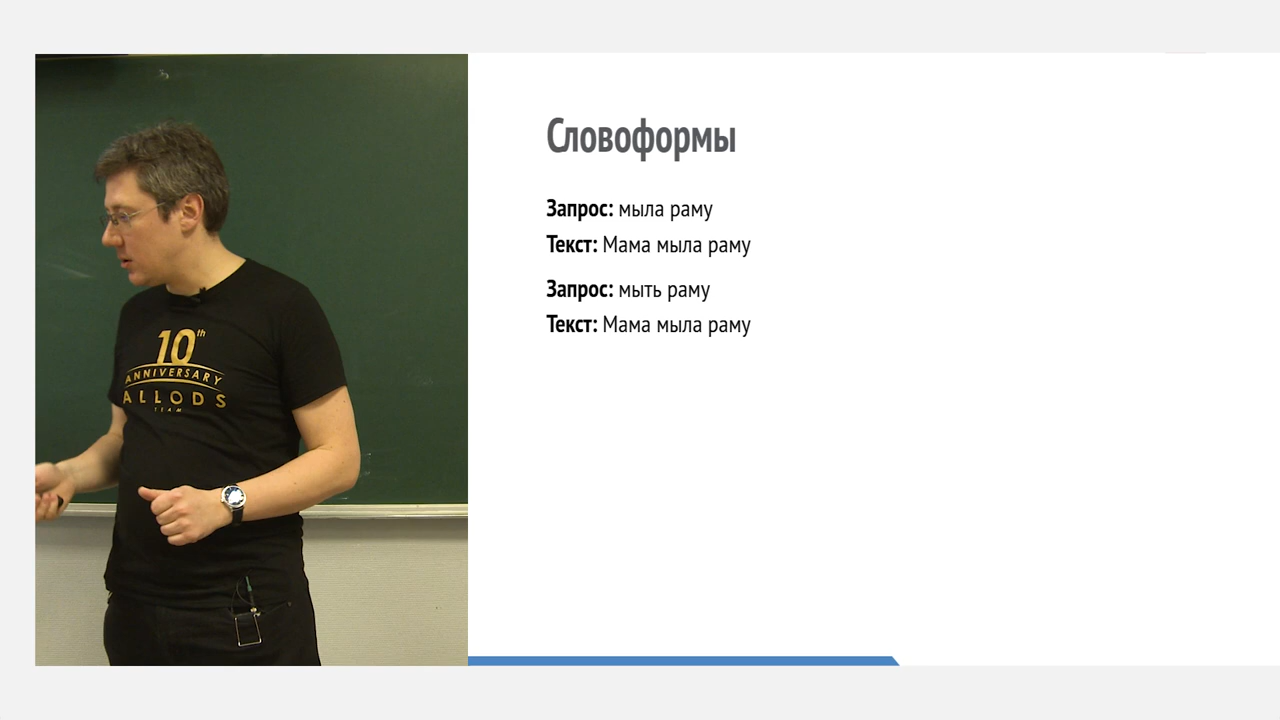 10th
ANNIVERSARY
ALLODS
TEAM
Словоформы
Запрос: мыла раму
Текст: Мама мыла раму
Запрос: мыть раму
Текст: Мама мыла раму